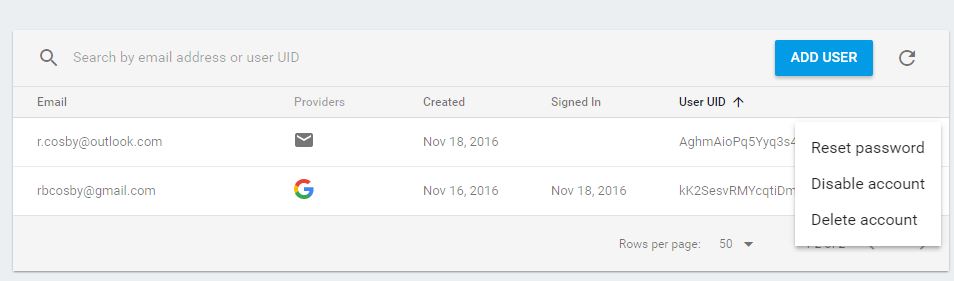 Search by email address or user UID ADD USER
Email Providers Created Signed In User UID
r.cosby@outlook.com Nov 18, 2016 AghmAioPq5Yyq3s4
Reset password
rbcosby@gmail.com Nov 16, 2016 Nov 18, 2016 kK2SesvRMYcqtiDm
Disable account
Delete account
Rows per page: 50